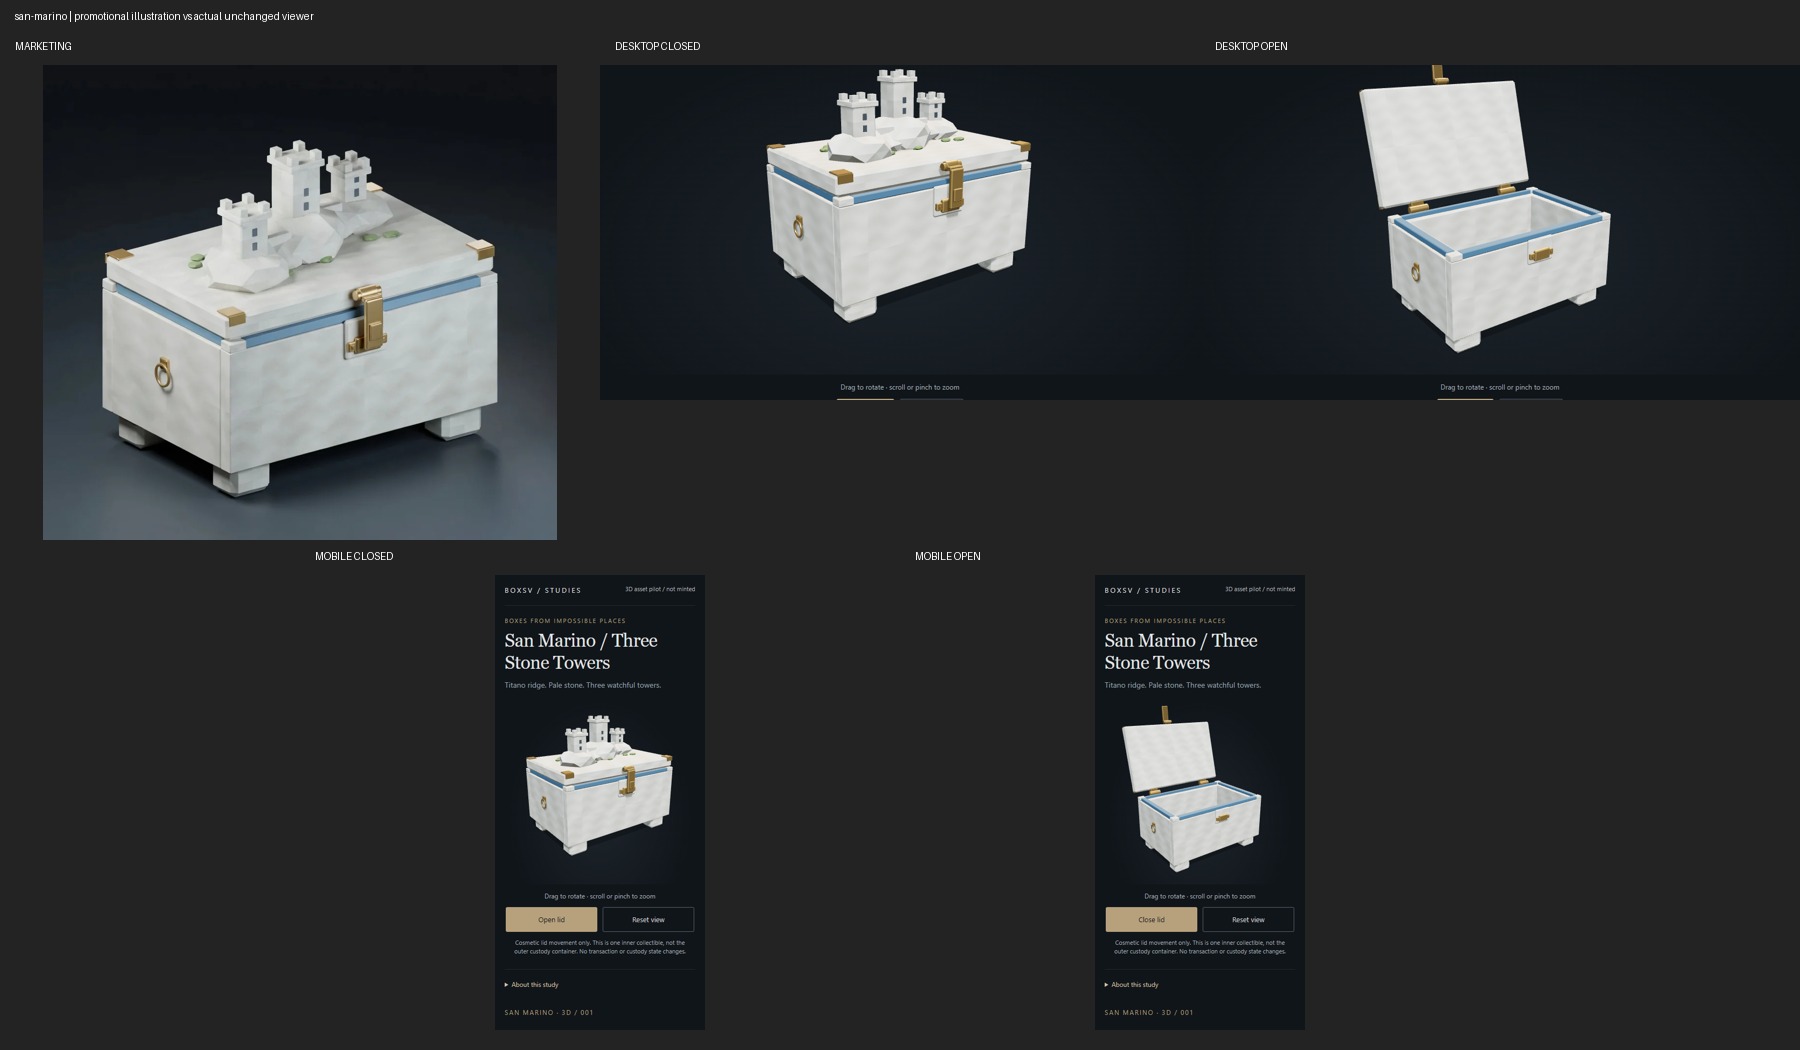 san-marino | promotional illustration vs actual unchanged viewer
MARKETING
DESKTOP CLOSED
DESKTOP OPEN
Drag to rotate · scroll or pinch to zoom
Drag to rotate · scroll or pinch to zoom
MOBILE CLOSED
MOBILE OPEN
BOXSV / STUDIES
3D asset pilot / not minted
BOXES FROM IMPOSSIBLE PLACES
San Marino / Three
Stone Towers
Titano ridge. Pale stone. Three watchful towers.
Drag to rotate · scroll or pinch to zoom
Open lid
Reset view
Cosmetic lid movement only. This is one inner collectible, not the
outer custody container. No transaction or custody state changes.
▸ About this study
SAN MARINO · 3D / 001
BOXSV / STUDIES
3D asset pilot / not minted
BOXES FROM IMPOSSIBLE PLACES
San Marino / Three
Stone Towers
Titano ridge. Pale stone. Three watchful towers.
Drag to rotate · scroll or pinch to zoom
Close lid
Reset view
Cosmetic lid movement only. This is one inner collectible, not the
outer custody container. No transaction or custody state changes.
▸ About this study
SAN MARINO · 3D / 001